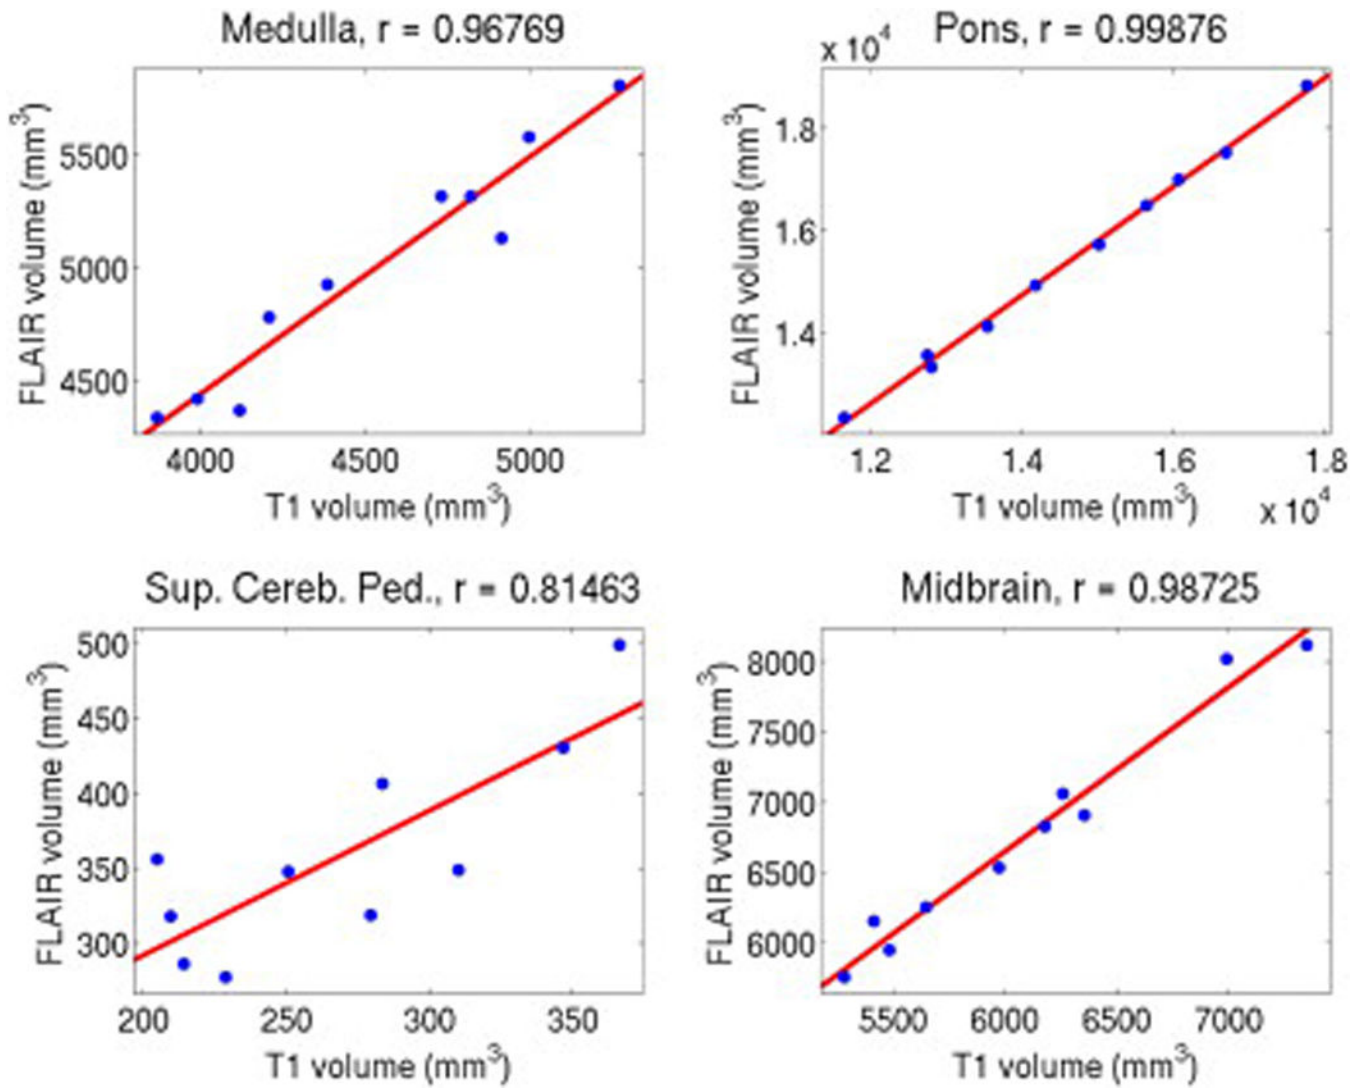 Medulla, r = 0.96769
FLAIR volume (mm³)
5500
5000
4500
4000 4500 5000
T1 volume (mm³)
x 10⁴ Pons, r = 0.99876
FLAIR volume (mm³)
1.8
1.6
1.4
1.2 1.4 1.6 1.8
T1 volume (mm³) x 10⁴
Sup. Cereb. Ped., r = 0.81463
FLAIR volume (mm³)
500
450
400
350
300
200 250 300 350
T1 volume (mm³)
Midbrain, r = 0.98725
FLAIR volume (mm³)
8000
7500
7000
6500
6000
5500 6000 6500 7000
T1 volume (mm³)